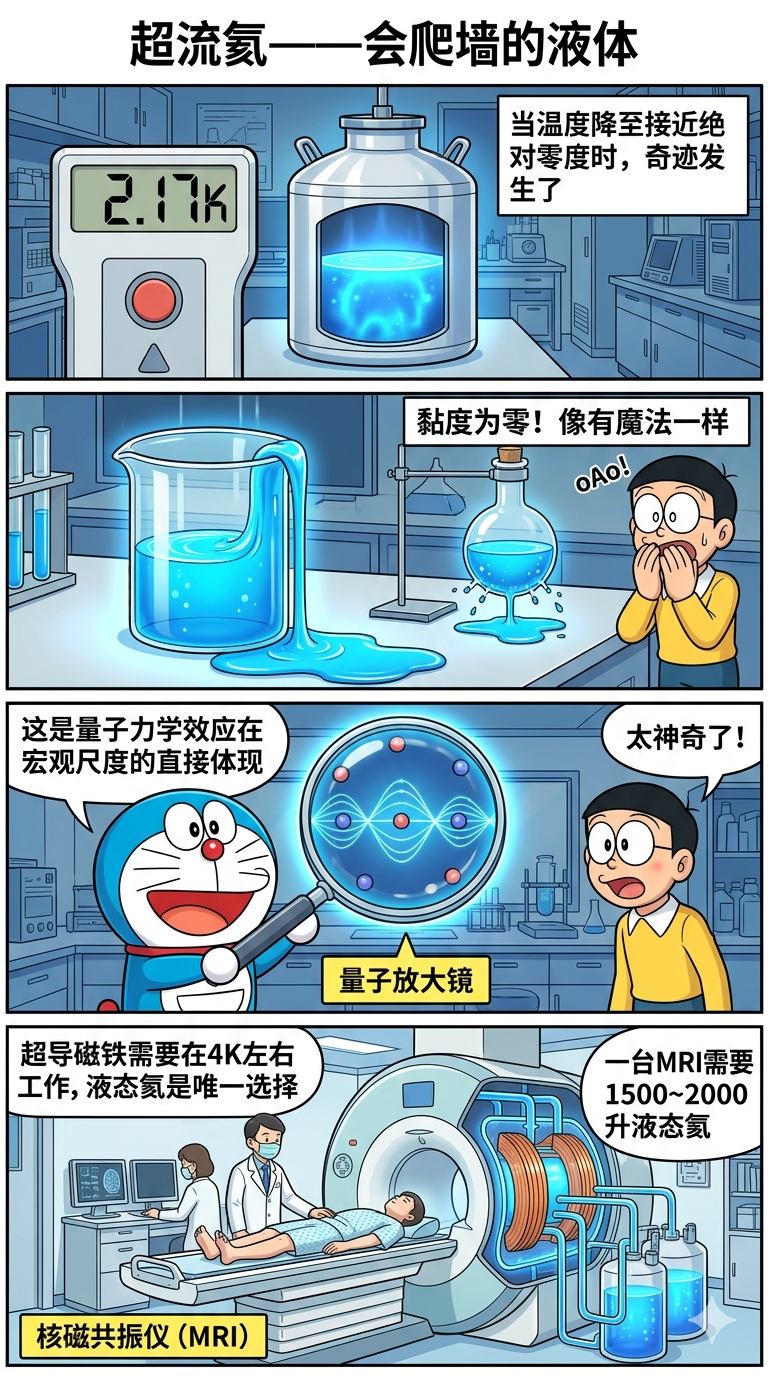 超流氦——会爬墙的液体
2.17K
当温度降至接近绝
对零度时，奇迹发
生了
黏度为零！像有魔法一样
oAo!
这是量子力学效应在
宏观尺度的直接体现
太神奇了！
量子放大镜
超导磁铁需要在4K左右
工作，液态氦是唯一选择
一台MRI需要
1500~2000
升液态氦
核磁共振仪（MRI）